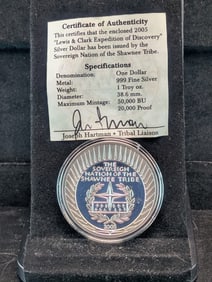 Certificate of Authenticity
This certifies that the enclosed 2005
"Lewis & Clark Expedition of Discovery"
Silver Dollar has been issued by the
Sovereign Nation of the Shawnee Tribe.
Specifications
Denomination: One Dollar
Metal: .999 Fine Silver
Weight: 1 Troy oz.
Diameter: 38.6 mm.
Maximum Mintage: 50,000 BU
20,000 Proof
Joseph Hartman • Tribal Liaison
THE
SOVEREIGN
NATION OF THE
SHAWNEE TRIBE